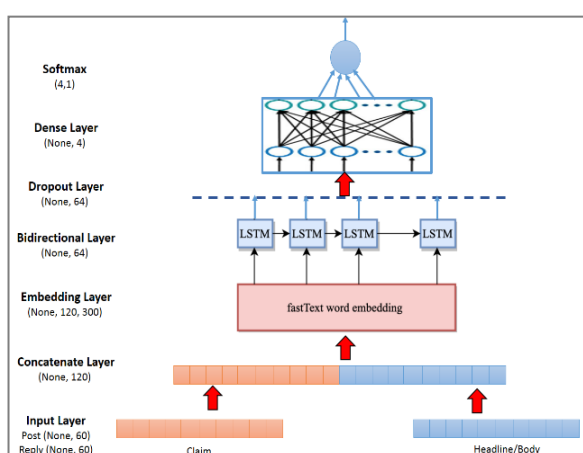 Softmax
(4,1)
Dense Layer
(None, 4)
Dropout Layer
(None, 64)
LSTM LSTM LSTM LSTM
Bidirectional Layer
(None, 64)
Embedding Layer
(None, 120, 300)
fastText word embedding
Concatenate Layer
(None, 120)
Input Layer
Post (None, 60)
Reply (None, 60)
Claim
Headline/Body